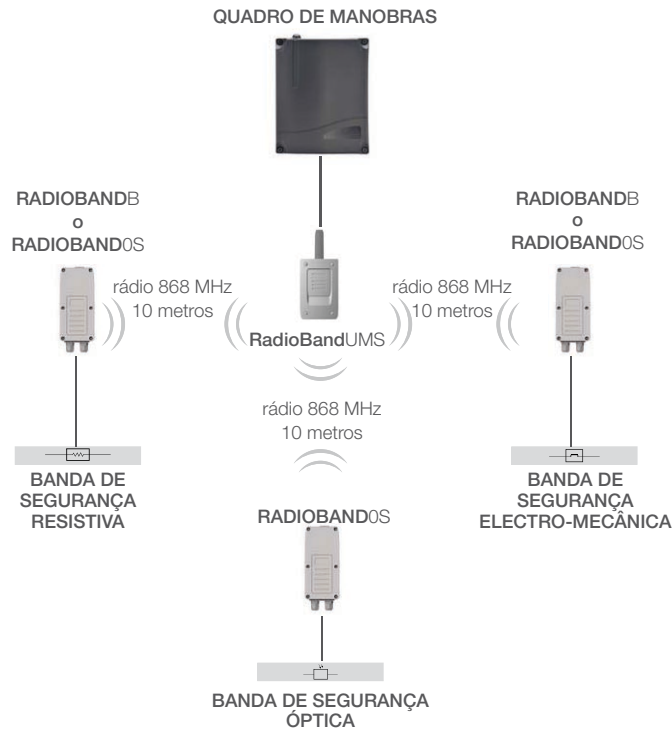 QUADRO DE MANOBRAS
RADIOBANDB
o
RADIOBAND0S
RADIOBANDB
o
RADIOBAND0S
rádio 868 MHz
10 metros
rádio 868 MHz
10 metros
RadioBandUMS
rádio 868 MHz
10 metros
BANDA DE
SEGURANÇA
RESISTIVA
BANDA DE
SEGURANÇA
ELECTRO-MECÂNICA
RADIOBAND0S
BANDA DE SEGURANÇA
ÓPTICA